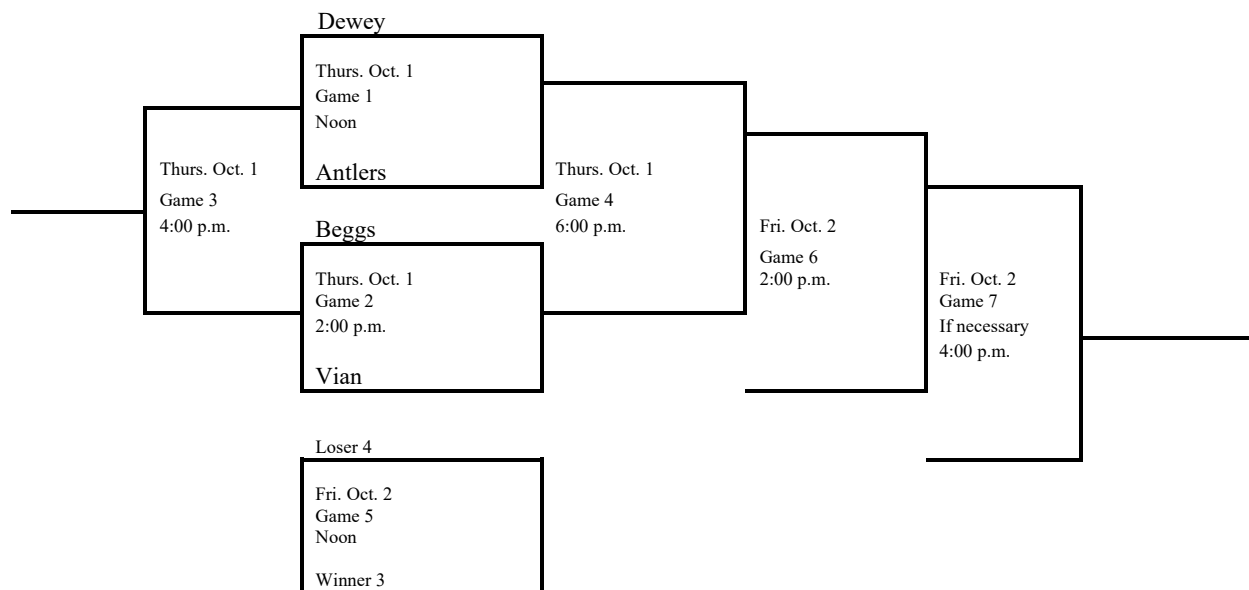 Dewey
Thurs. Oct. 1
Game 1
Noon
Antlers
Thurs. Oct. 1
Game 3
4:00 p.m.
Thurs. Oct. 1
Game 4
6:00 p.m.
Beggs
Thurs. Oct. 1
Game 2
2:00 p.m.
Vian
Fri. Oct. 2
Game 6
2:00 p.m.
Fri. Oct. 2
Game 7
If necessary
4:00 p.m.
Loser 4
Fri. Oct. 2
Game 5
Noon
Winner 3